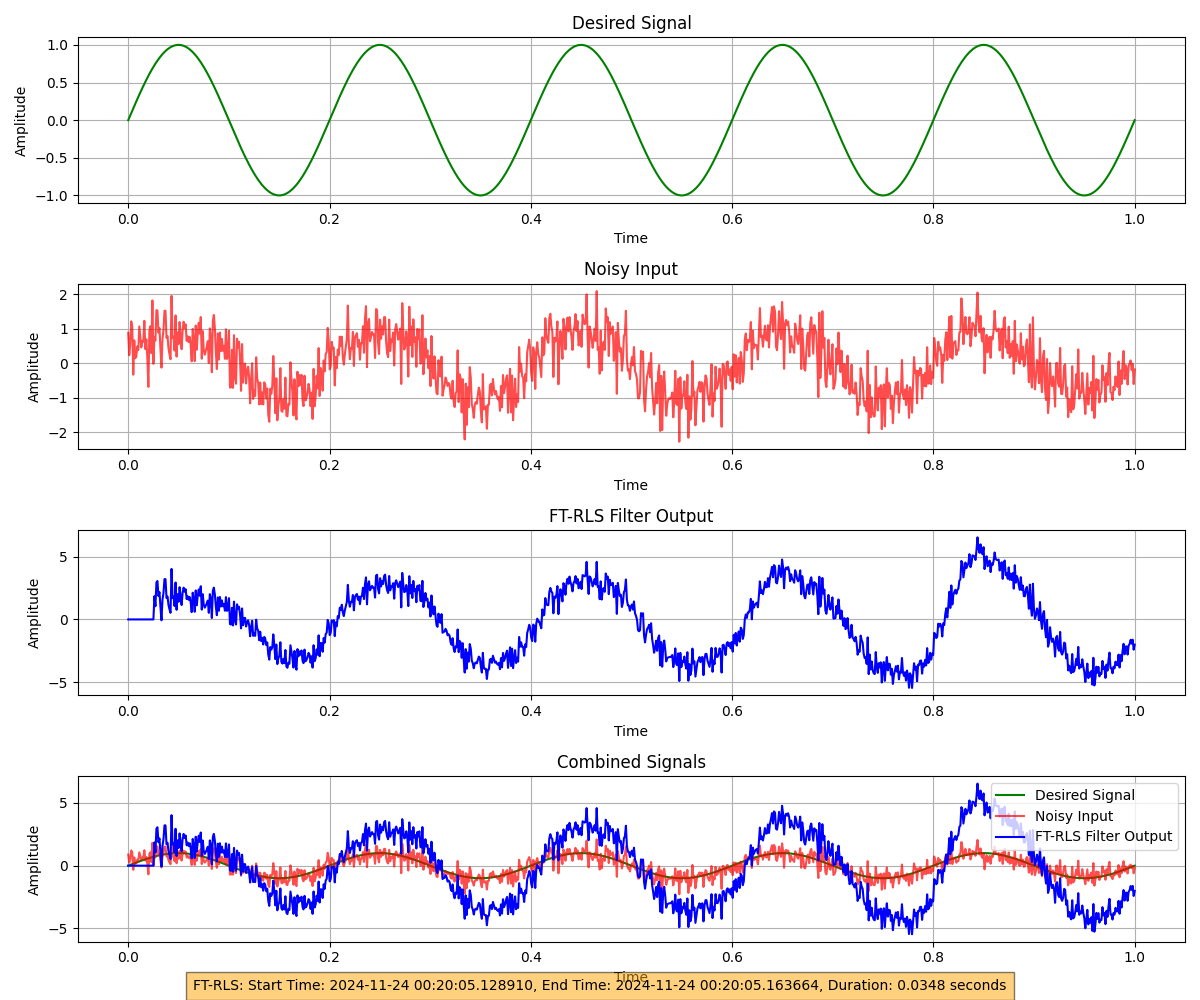 Desired Signal
1.0
0.5
0.0
−0.5
−1.0
Amplitude
0.0 0.2 0.4 0.6 0.8 1.0
Time
Noisy Input
2
1
0
−1
−2
Amplitude
0.0 0.2 0.4 0.6 0.8 1.0
Time
FT-RLS Filter Output
5
0
−5
Amplitude
0.0 0.2 0.4 0.6 0.8 1.0
Time
Combined Signals
5
0
−5
Amplitude
Desired Signal
Noisy Input
FT-RLS Filter Output
0.0 0.2 0.4 0.6 0.8 1.0
Time
FT-RLS: Start Time: 2024-11-24 00:20:05.128910, End Time: 2024-11-24 00:20:05.163664, Duration: 0.0348 seconds